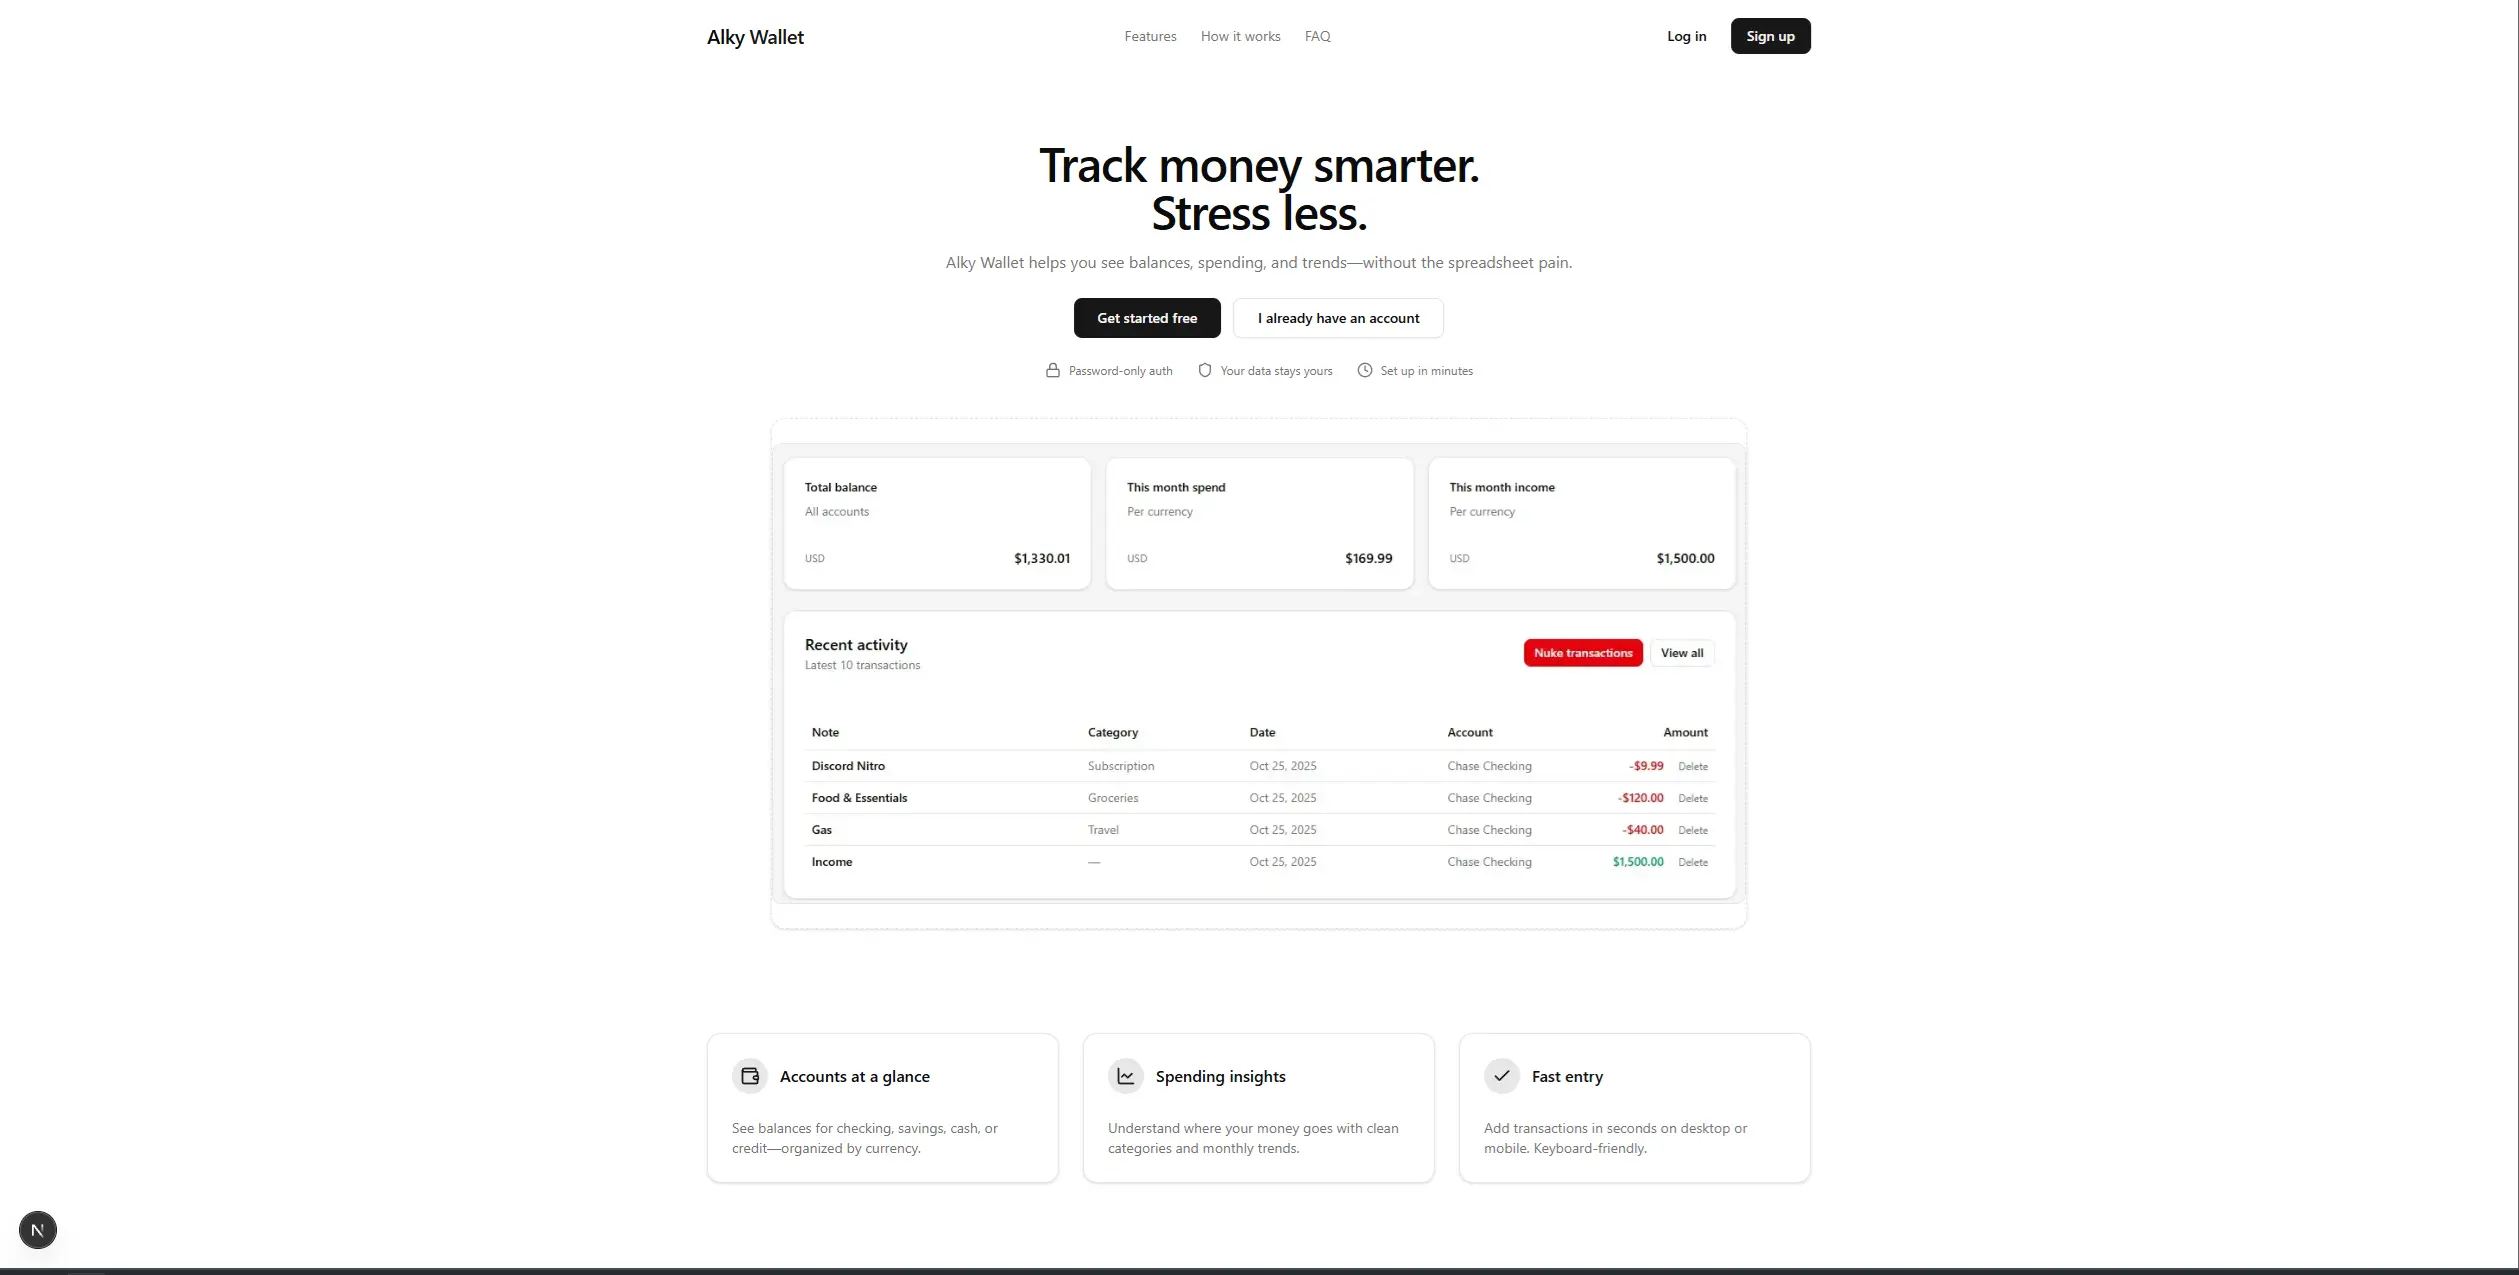 Alky Wallet
Features How it works FAQ
Log in Sign up
Track money smarter.
Stress less.
Alky Wallet helps you see balances, spending, and trends—without the spreadsheet pain.
Get started free I already have an account
Password-only auth Your data stays yours Set up in minutes
Total balance
All accounts
USD $1,330.01
This month spend
Per currency
USD $169.99
This month income
Per currency
USD $1,500.00
Recent activity
Latest 10 transactions
Nuke transactions View all
Note Category Date Account Amount
Discord Nitro Subscription Oct 25, 2025 Chase Checking -$9.99 Delete
Food & Essentials Groceries Oct 25, 2025 Chase Checking -$120.00 Delete
Gas Travel Oct 25, 2025 Chase Checking -$40.00 Delete
Income — Oct 25, 2025 Chase Checking $1,500.00 Delete
Accounts at a glance
See balances for checking, savings, cash, or
credit—organized by currency.
Spending insights
Understand where your money goes with clean
categories and monthly trends.
Fast entry
Add transactions in seconds on desktop or
mobile. Keyboard-friendly.
N